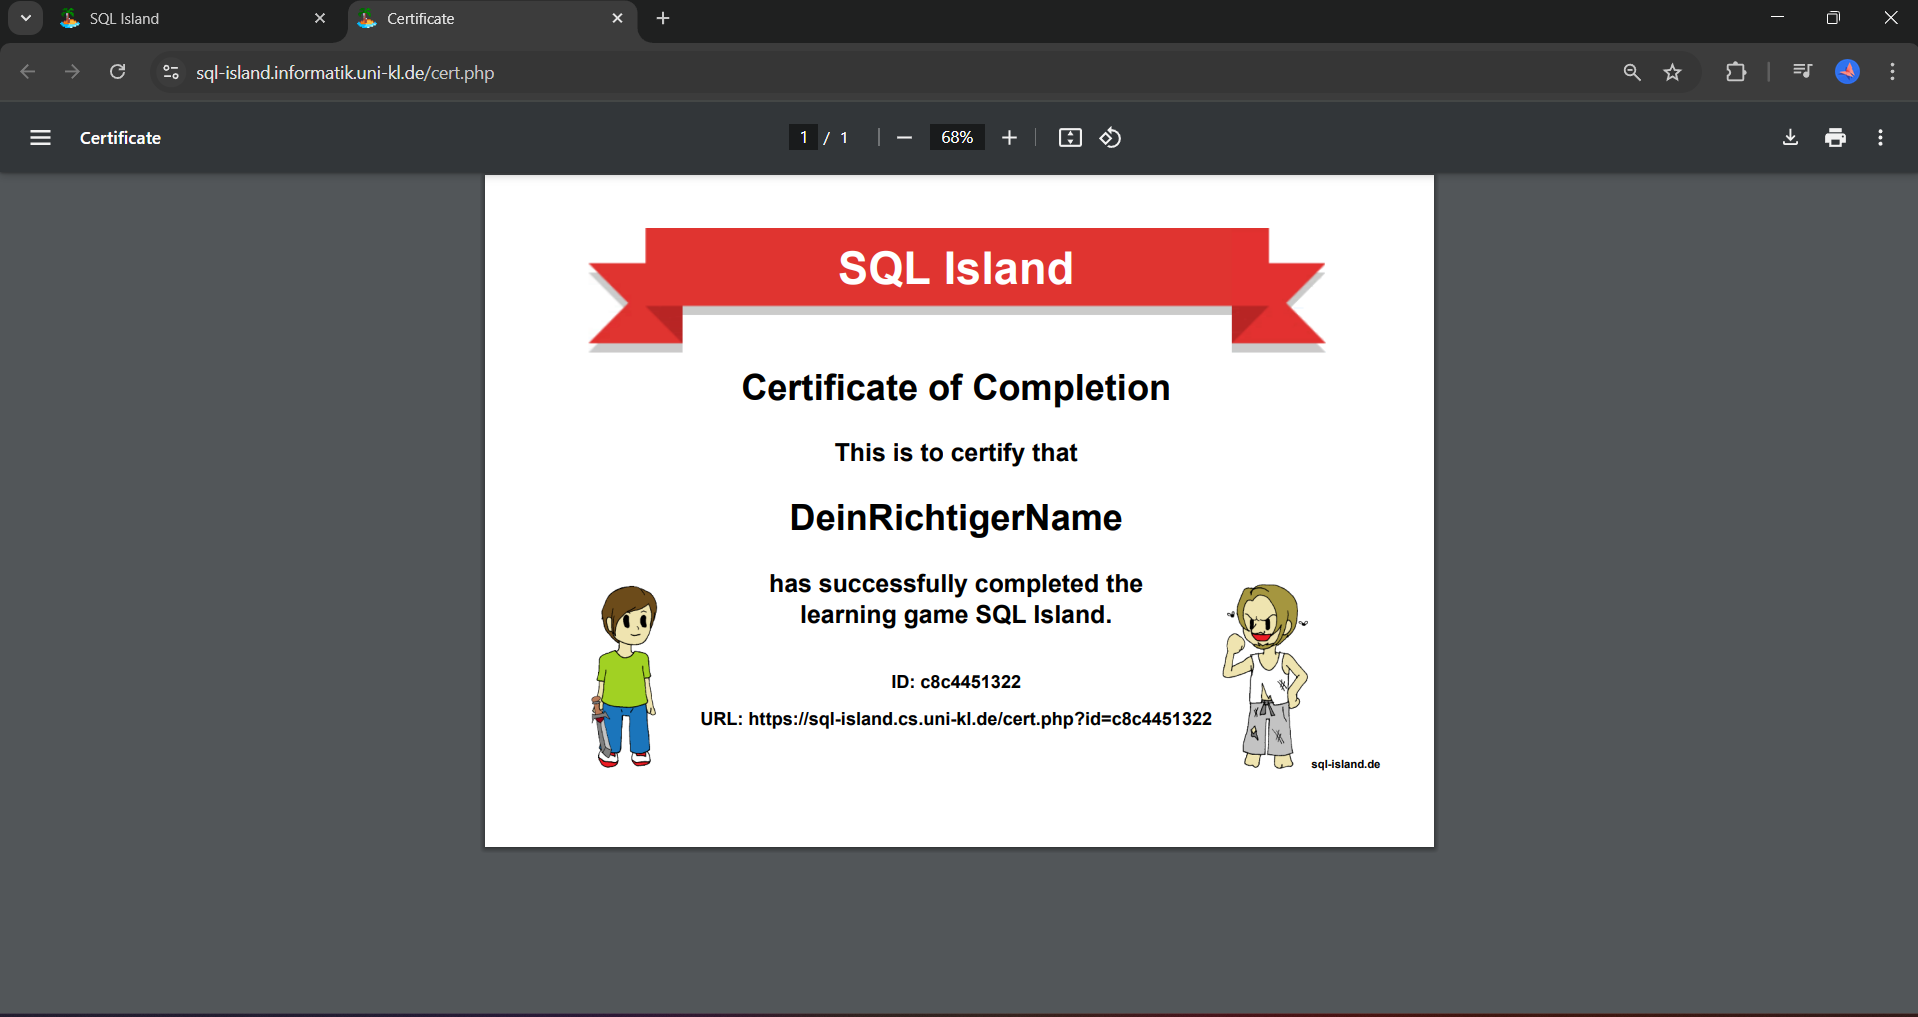 SQL Island
Certificate
sql-island.informatik.uni-kl.de/cert.php
Certificate
1 / 1
68%
SQL Island
Certificate of Completion
This is to certify that
DeinRichtigerName
has successfully completed the
learning game SQL Island.
ID: c8c4451322
URL: https://sql-island.cs.uni-kl.de/cert.php?id=c8c4451322
sql-island.de